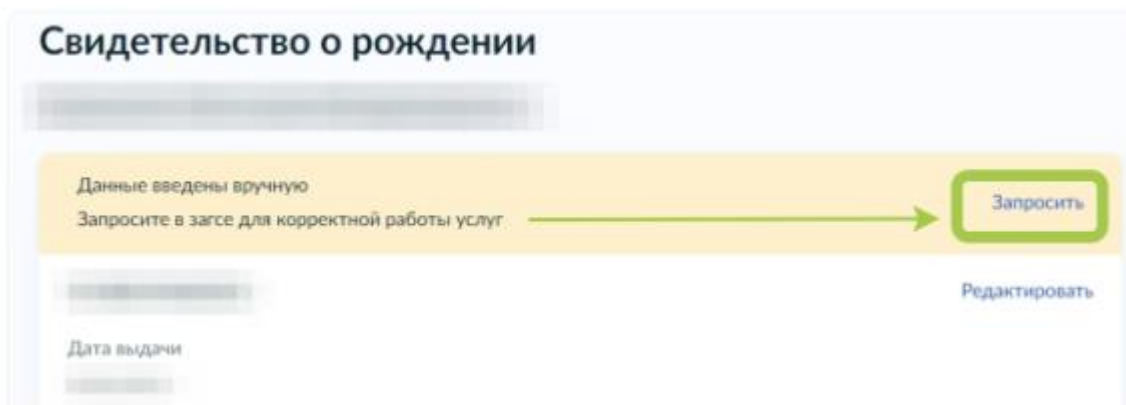 Свидетельство о рождении
Данные введены вручную
Запросите в загсе для корректной работы услуг
Запросить
Редактировать
Дата выдачи